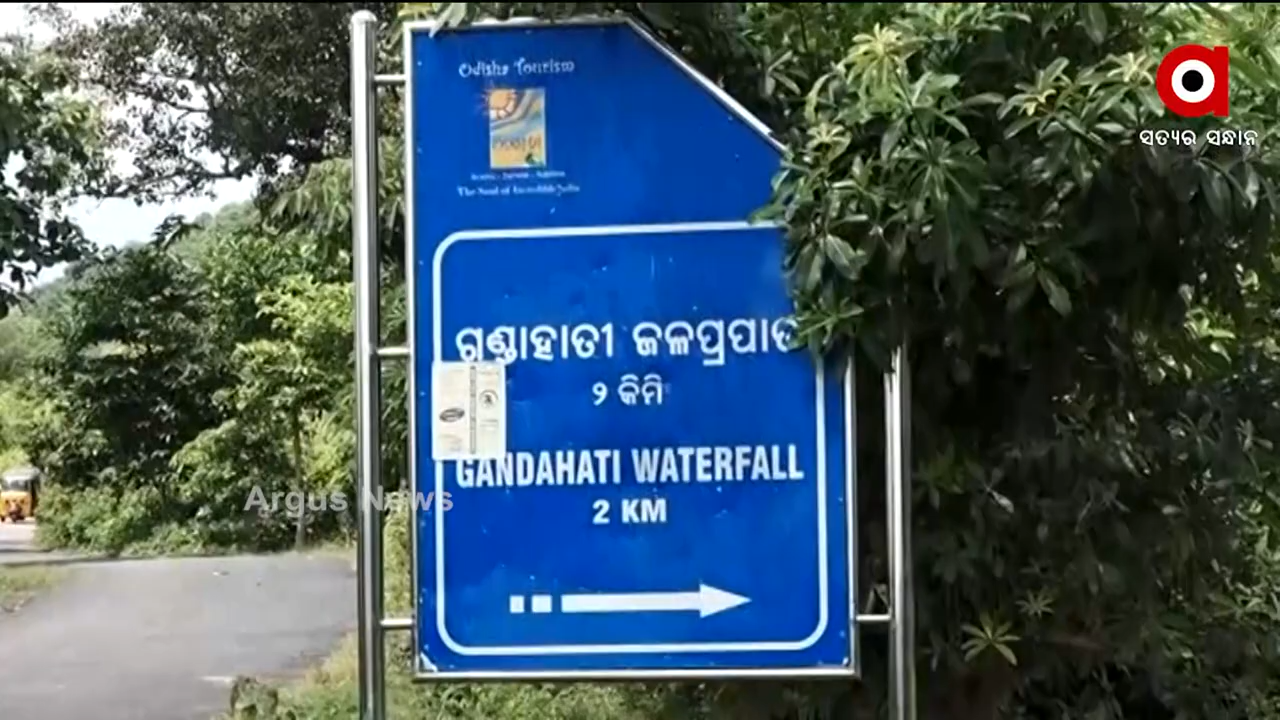 Odisha Tourism
The Soul of Incredible India
ଗଣ୍ଡାହାତୀ ଜଳପ୍ରପାତ
୨ କିମି
GANDAHATI WATERFALL
2 KM
ସତ୍ୟର ସନ୍ଧାନ
Argus News